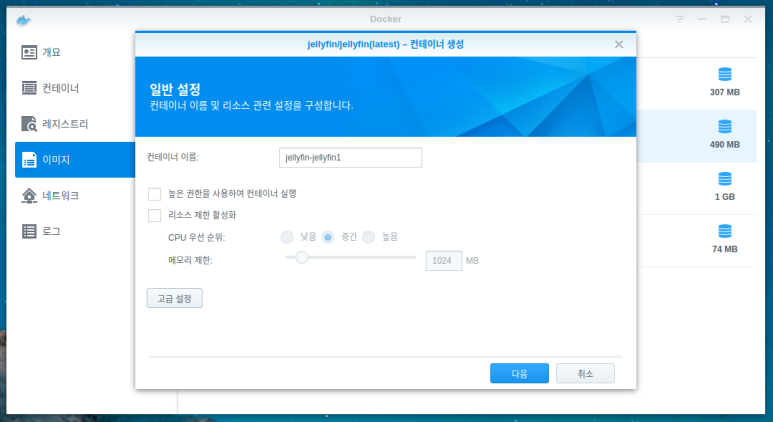 Docker
개요
컨테이너
레지스트리
이미지
네트워크
로그
jellyfin/jellyfin(latest) – 컨테이너 생성
일반 설정
컨테이너 이름 및 리소스 관련 설정을 구성합니다.
컨테이너 이름:
jellyfin-jellyfin1
높은 권한을 사용하여 컨테이너 실행
리소스 제한 활성화
CPU 우선 순위:
낮음 중간 높음
메모리 제한:
1024 MB
고급 설정
다음 취소
307 MB
490 MB
1 GB
74 MB